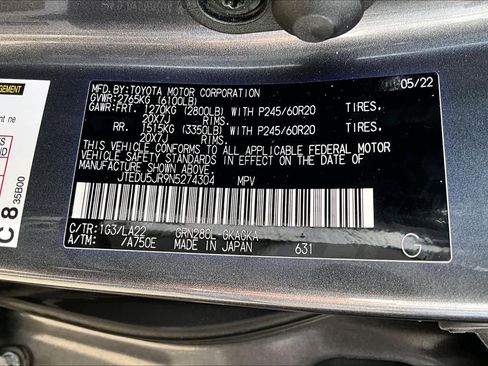 MFD.BY:TOYOTA MOTOR CORPORATION 05/22
GVWR:2765KG (6100LB)
GAWR:FRT. 1270KG (2800LB) WITH P245/60R20 TIRES,
20X7J RIMS.
RR. 1515KG (3350LB) WITH P245/60R20 TIRES,
20X7J RIMS.
THIS VEHICLE CONFORMS TO ALL APPLICABLE FEDERAL MOTOR
VEHICLE SAFETY STANDARDS IN EFFECT ON THE DATE OF
MANUFACTURE SHOWN ABOVE.
JTEDU5JR9N5274304 MPV
C/TR:1G3/LA22 GRN280L-GKAGKA
A/TM: /A750E MADE IN JAPAN 631 G
C 8
35B00